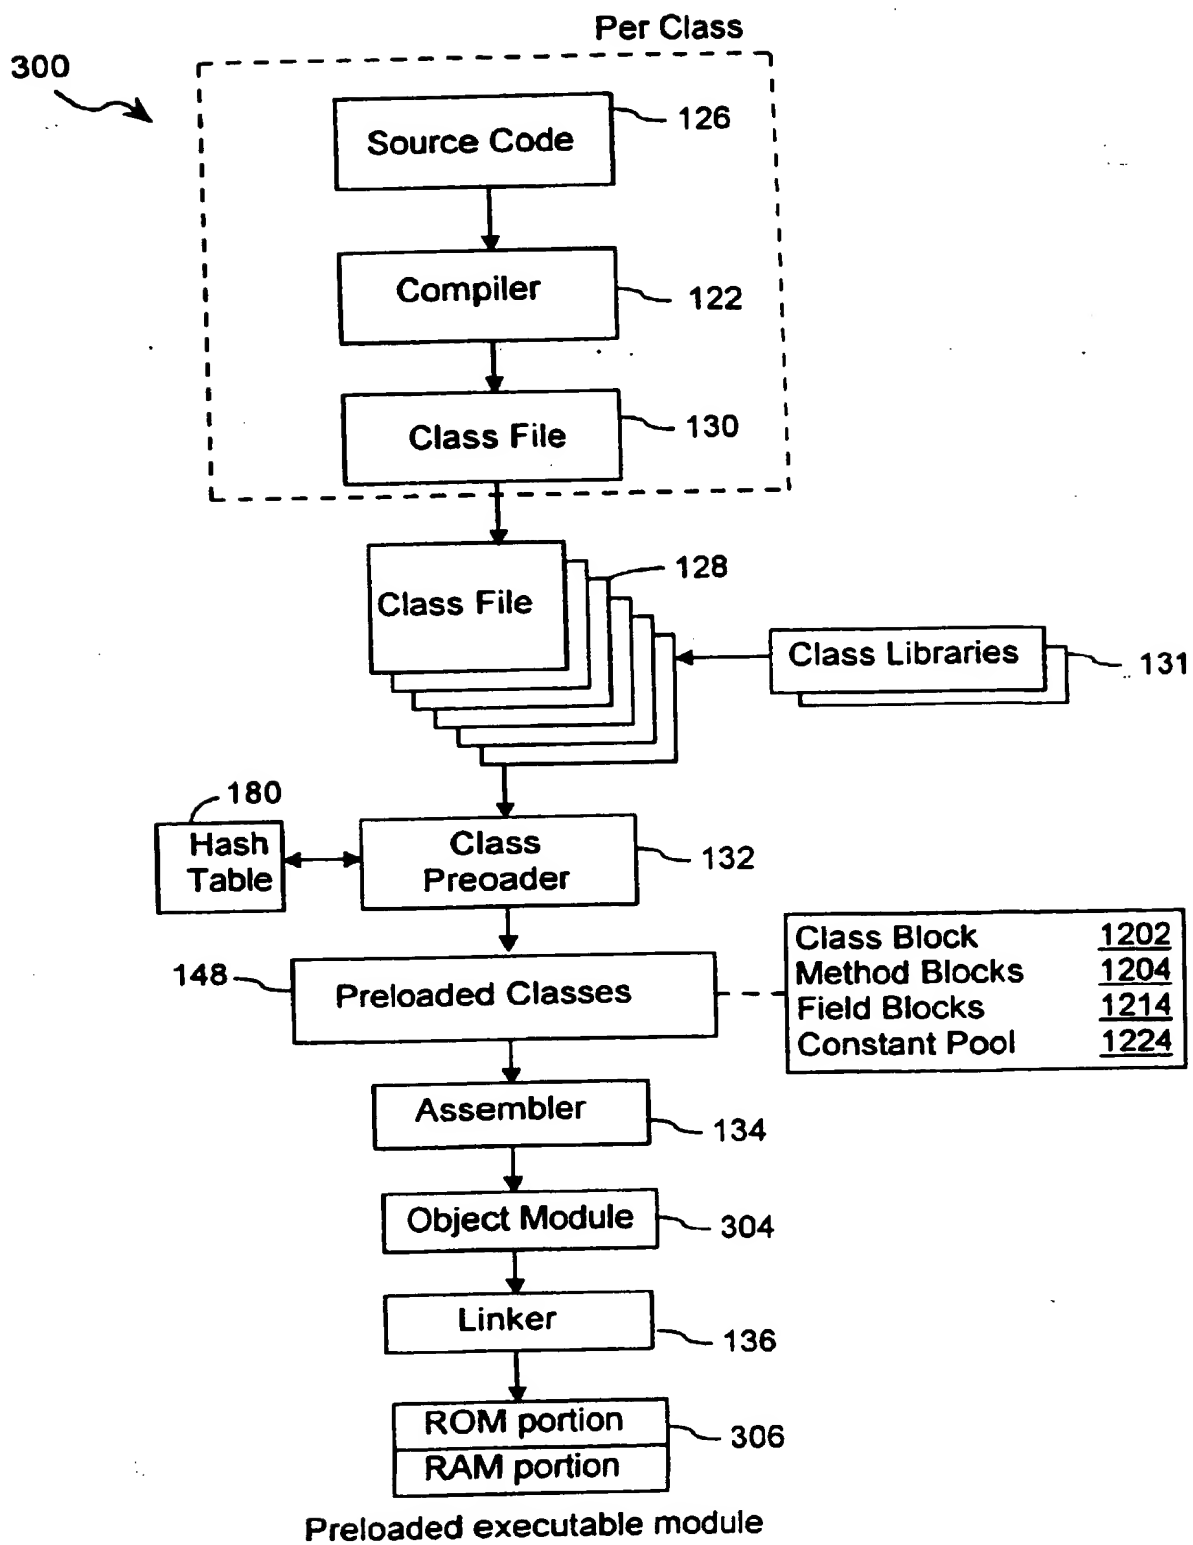 Per Class
300
Source Code
126
Compiler
122
Class File
130
Class File
128
Class Libraries
131
180
Hash
Table
Class
Preoader
132
148
Preloaded Classes
Class Block 1202
Method Blocks 1204
Field Blocks 1214
Constant Pool 1224
Assembler
134
Object Module
304
Linker
136
ROM portion
306
RAM portion
Preloaded executable module